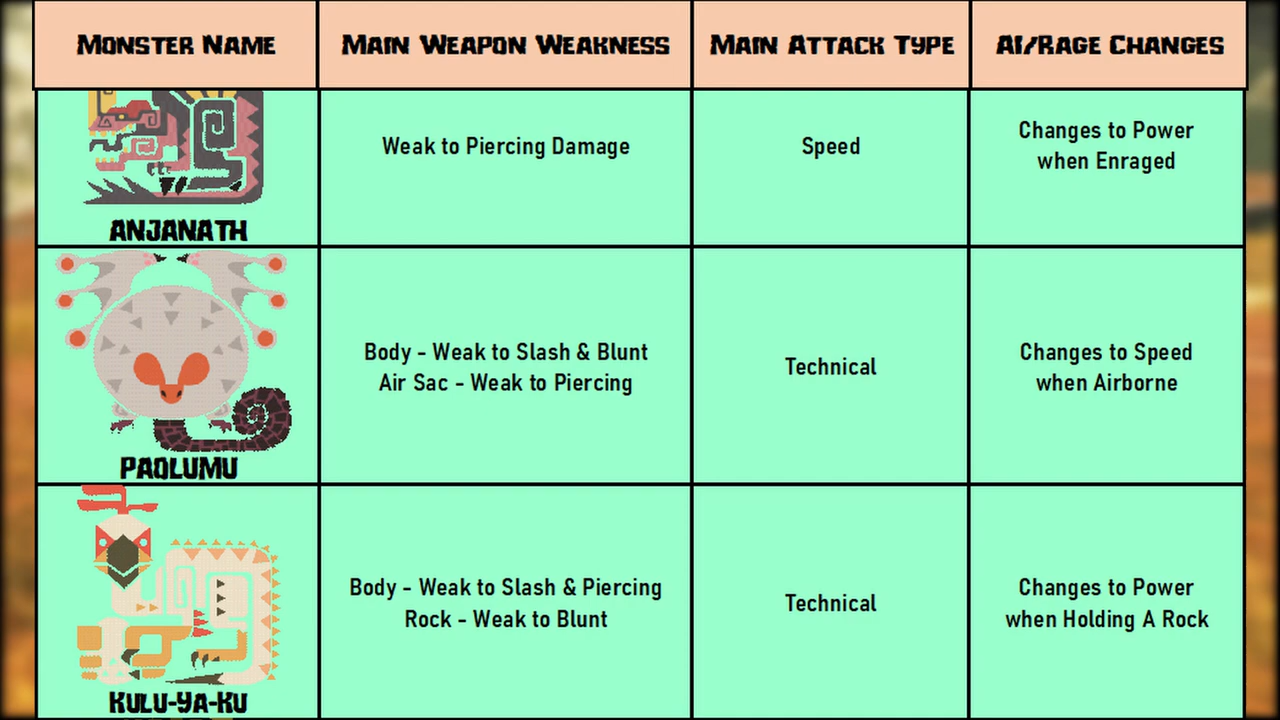 Monster Name Main Weapon Weakness Main Attack Type AI/Rage Changes
ANJANATH
Weak to Piercing Damage
Speed
Changes to Power
when Enraged
PAOLUMU
Body - Weak to Slash & Blunt
Air Sac - Weak to Piercing
Technical
Changes to Speed
when Airborne
KULU-YA-KU
Body - Weak to Slash & Piercing
Rock - Weak to Blunt
Technical
Changes to Power
when Holding A Rock